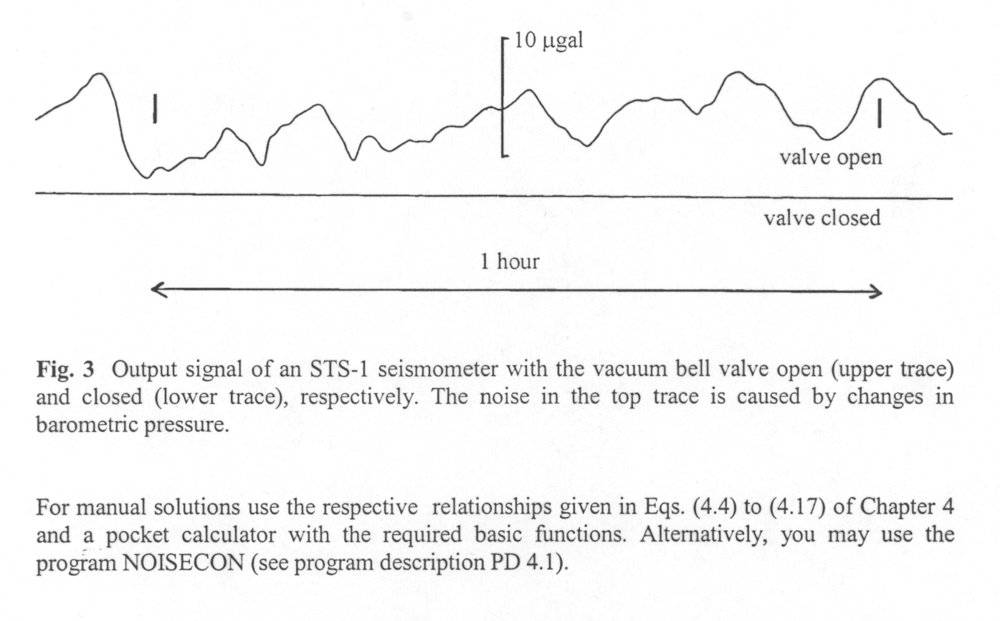 10 µgal
valve open
valve closed
1 hour
Fig. 3 Output signal of an STS-1 seismometer with the vacuum bell valve open (upper trace)
and closed (lower trace), respectively. The noise in the top trace is caused by changes in
barometric pressure.
For manual solutions use the respective relationships given in Eqs. (4.4) to (4.17) of Chapter 4
and a pocket calculator with the required basic functions. Alternatively, you may use the
program NOISECON (see program description PD 4.1).